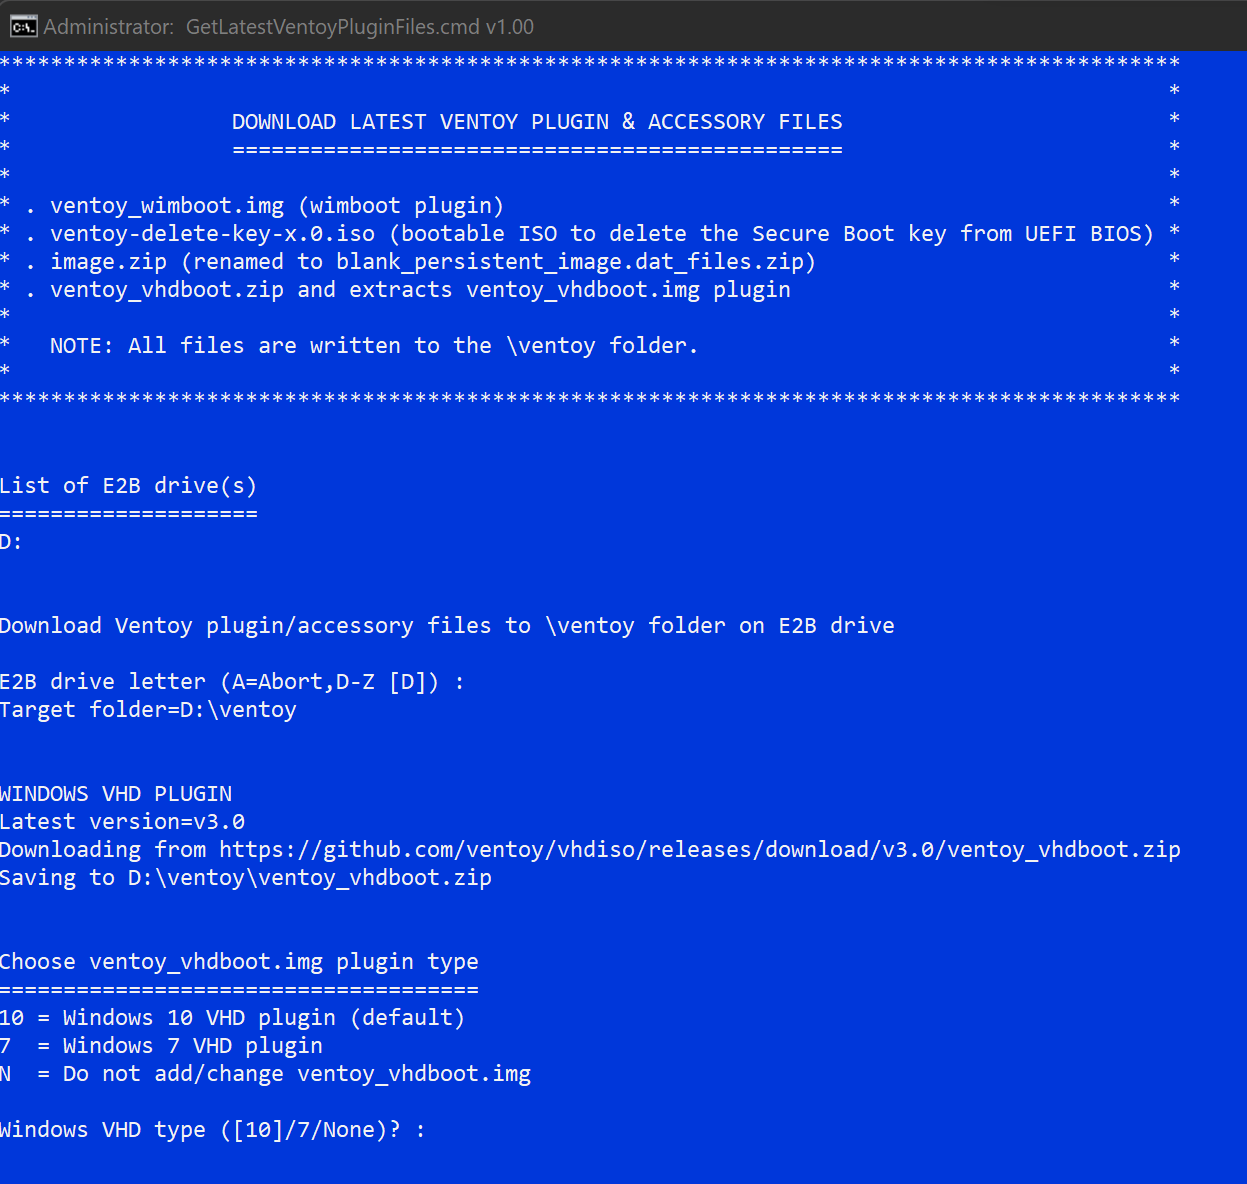 Administrator:  GetLatestVentoyPluginFiles.cmd v1.00
*******************************************************************************************
*                                                                                         *
*                 DOWNLOAD LATEST VENTOY PLUGIN & ACCESSORY FILES                         *
*                 ===============================================                         *
*                                                                                         *
* . ventoy_wimboot.img (wimboot plugin)                                                   *
* . ventoy-delete-key-x.0.iso (bootable ISO to delete the Secure Boot key from UEFI BIOS) *
* . image.zip (renamed to blank_persistent_image.dat_files.zip)                           *
* . ventoy_vhdboot.zip and extracts ventoy_vhdboot.img plugin                             *
*                                                                                         *
*   NOTE: All files are written to the \ventoy folder.                                    *
*                                                                                         *
*******************************************************************************************
List of E2B drive(s)
====================
D:
Download Ventoy plugin/accessory files to \ventoy folder on E2B drive
E2B drive letter (A=Abort,D-Z [D]) :
Target folder=D:\ventoy
WINDOWS VHD PLUGIN
Latest version=v3.0
Downloading from https://github.com/ventoy/vhdiso/releases/download/v3.0/ventoy_vhdboot.zip
Saving to D:\ventoy\ventoy_vhdboot.zip
Choose ventoy_vhdboot.img plugin type
=====================================
10 = Windows 10 VHD plugin (default)
7  = Windows 7 VHD plugin
N  = Do not add/change ventoy_vhdboot.img
Windows VHD type ([10]/7/None)? :